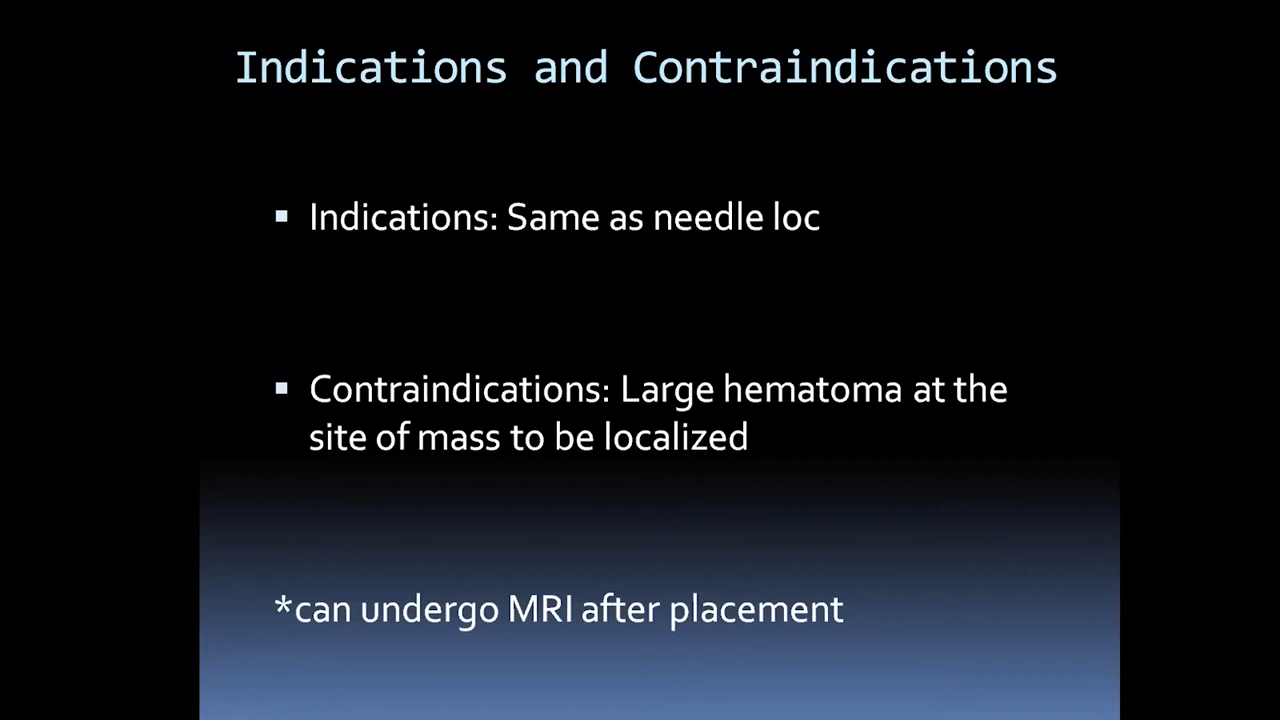 Indications and Contraindications
▪ Indications: Same as needle loc
▪ Contraindications: Large hematoma at the
site of mass to be localized
*can undergo MRI after placement